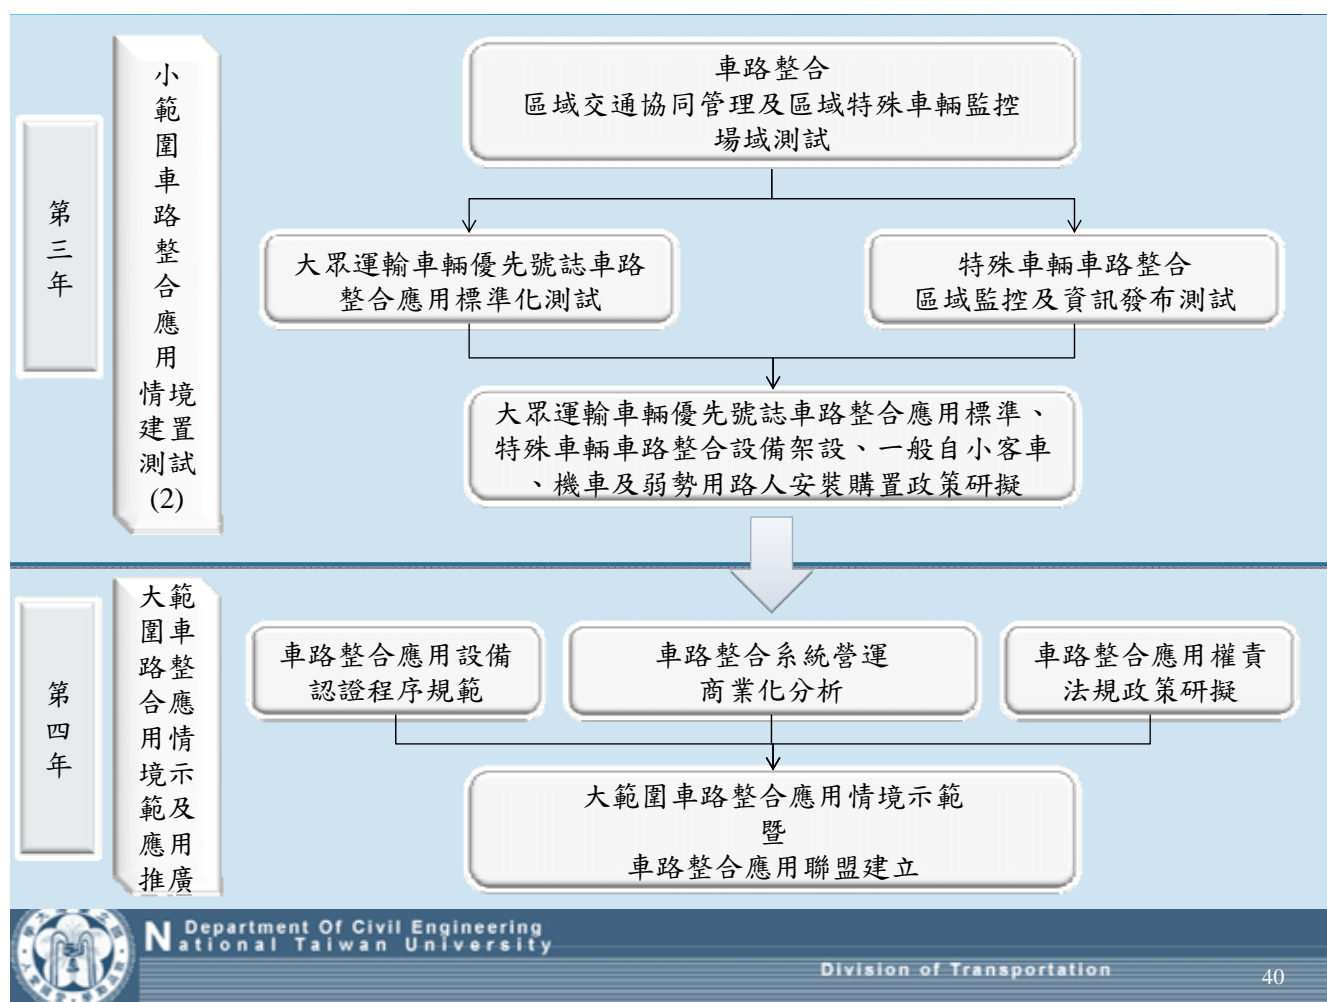 第
三
年
小
範
圍
車
路
整
合
應
用
情境
建置
測試
(2)
車路整合
區域交通協同管理及區域特殊車輛監控
場域測試
大眾運輸車輛優先號誌車路
整合應用標準化測試
特殊車輛車路整合
區域監控及資訊發布測試
大眾運輸車輛優先號誌車路整合應用標準、
特殊車輛車路整合設備架設、一般自小客車
、機車及弱勢用路人安裝購置政策研擬
第
四
年
大範
圍車
路整
合應
用情
境示
範及
應用
推廣
車路整合應用設備
認證程序規範
車路整合系統營運
商業化分析
車路整合應用權責
法規政策研擬
大範圍車路整合應用情境示範
暨
車路整合應用聯盟建立
Department Of Civil Engineering
National Taiwan University
Division of Transportation
40